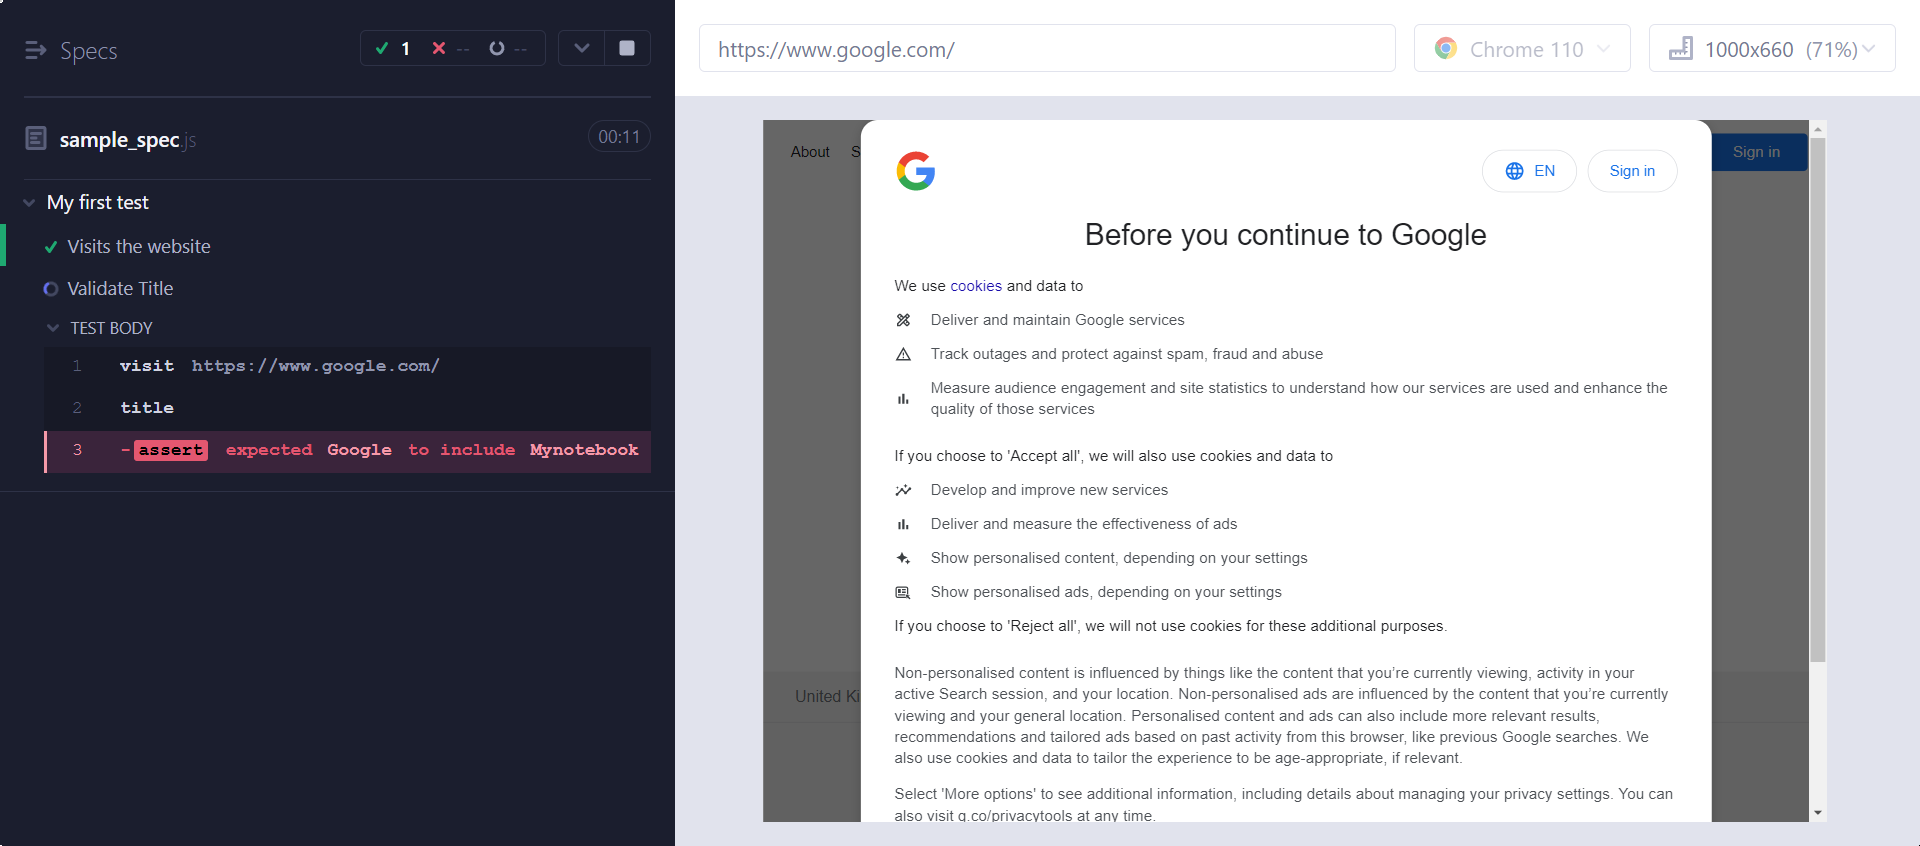 Specs
1 -- --
sample_spec.js
00:11
My first test
Visits the website
Validate Title
TEST BODY
1 visit https://www.google.com/
2 title
3 -assert expected Google to include Mynotebook
https://www.google.com/
Chrome 110
1000x660 (71%)
About S
Sign in
EN
Sign in
Before you continue to Google
We use cookies and data to
Deliver and maintain Google services
Track outages and protect against spam, fraud and abuse
Measure audience engagement and site statistics to understand how our services are used and enhance the
quality of those services
If you choose to 'Accept all', we will also use cookies and data to
Develop and improve new services
Deliver and measure the effectiveness of ads
Show personalised content, depending on your settings
Show personalised ads, depending on your settings
If you choose to 'Reject all', we will not use cookies for these additional purposes.
United Ki
Non-personalised content is influenced by things like the content that you’re currently viewing, activity in your
active Search session, and your location. Non-personalised ads are influenced by the content that you’re currently
viewing and your general location. Personalised content and ads can also include more relevant results,
recommendations and tailored ads based on past activity from this browser, like previous Google searches. We
also use cookies and data to tailor the experience to be age-appropriate, if relevant.
Select 'More options' to see additional information, including details about managing your privacy settings. You can
also visit g.co/privacytools at any time.